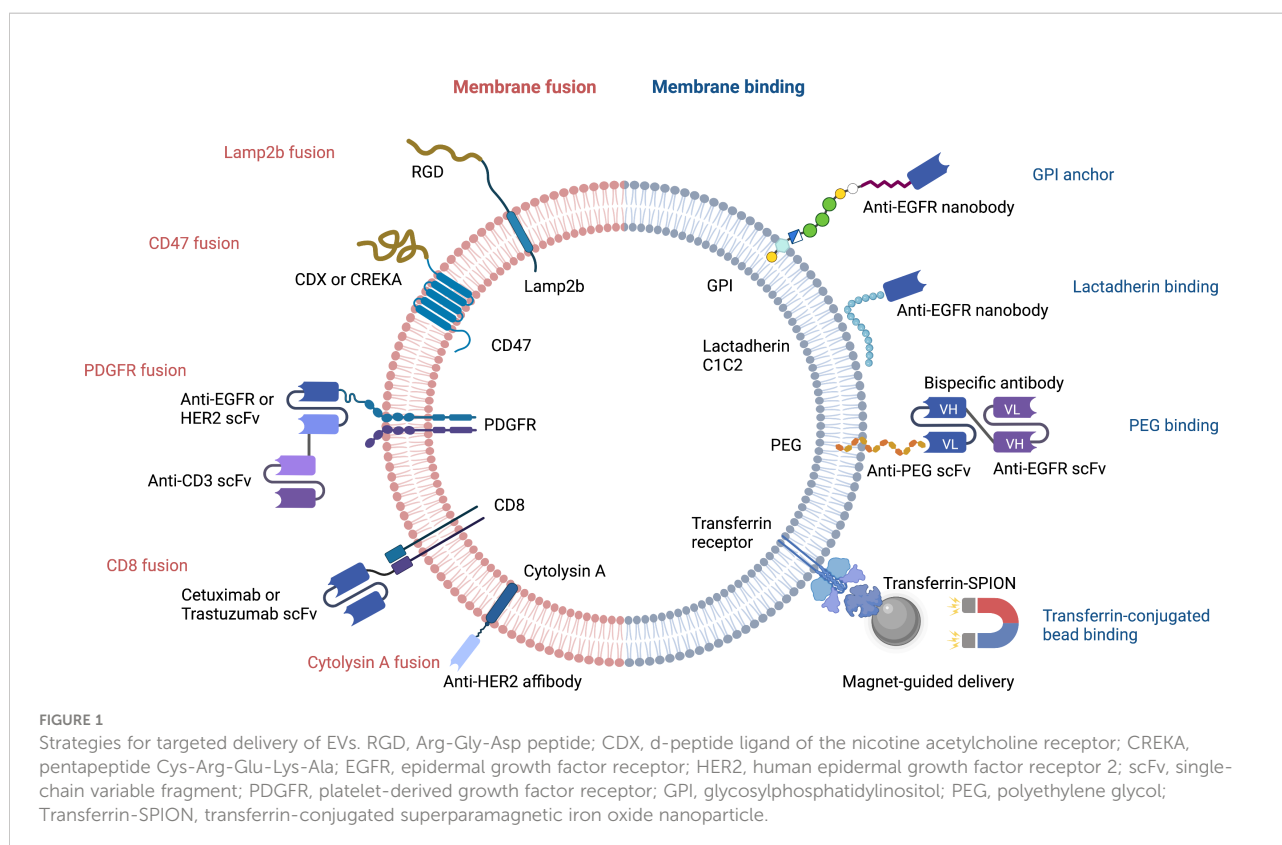 Membrane fusion
Membrane binding
Lamp2b fusion
RGD
Lamp2b
CD47 fusion
CDX or CREKA
CD47
PDGFR fusion
Anti-EGFR or
HER2 scFv
PDGFR
Anti-CD3 scFv
CD8
CD8 fusion
Cetuximab or
Trastuzumab scFv
Cytolysin A
Cytolysin A fusion
Anti-HER2 affibody
GPI anchor
Anti-EGFR nanobody
GPI
Lactadherin binding
Anti-EGFR nanobody
Lactadherin
C1C2
Bispecific antibody
VH
VL
VL
VH
PEG binding
PEG
Anti-PEG scFv
Anti-EGFR scFv
Transferrin
receptor
Transferrin-SPION
Transferrin-conjugated
bead binding
Magnet-guided delivery
FIGURE 1
Strategies for targeted delivery of EVs. RGD, Arg-Gly-Asp peptide; CDX, d-peptide ligand of the nicotine acetylcholine receptor; CREKA,
pentapeptide Cys-Arg-Glu-Lys-Ala; EGFR, epidermal growth factor receptor; HER2, human epidermal growth factor receptor 2; scFv, single-
chain variable fragment; PDGFR, platelet-derived growth factor receptor; GPI, glycosylphosphatidylinositol; PEG, polyethylene glycol;
Transferrin-SPION, transferrin-conjugated superparamagnetic iron oxide nanoparticle.